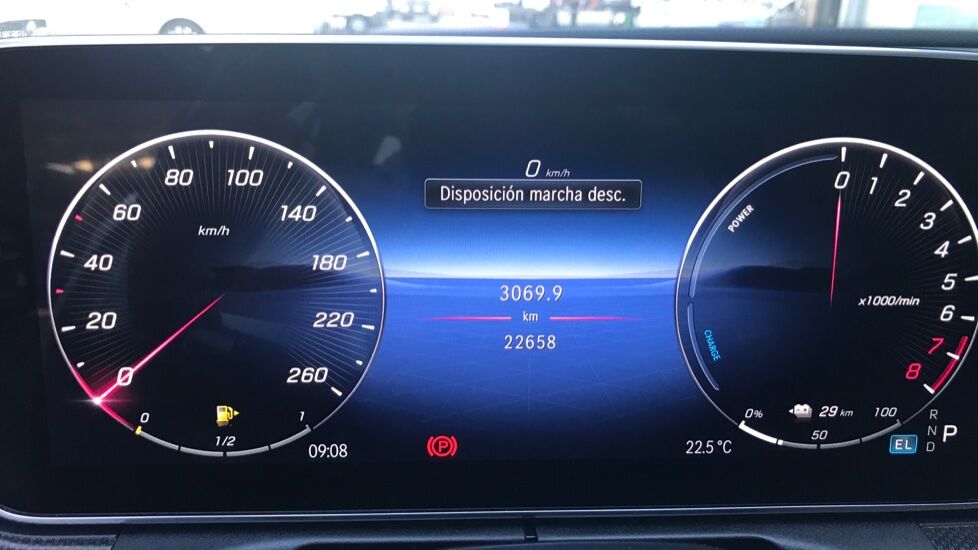 0 km/h
Disposición marcha desc.
0
20
40
60
80
100
140
180
220
260
km/h
0
1/2
1
09:08
3069.9
km
22658
P
22.5 °C
POWER
CHARGE
0
1
2
3
4
5
6
7
8
x1000/min
0%
50
100
29 km
EL
R
N
D
P